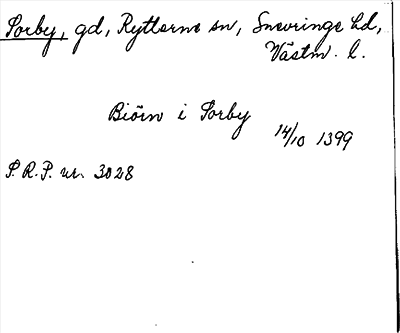 Sorby, gd, Rytterne sn, Snevringe hd,
Västm. l.
Biörn i Sorby
14/10 1399
S.R.P. nr. 3028